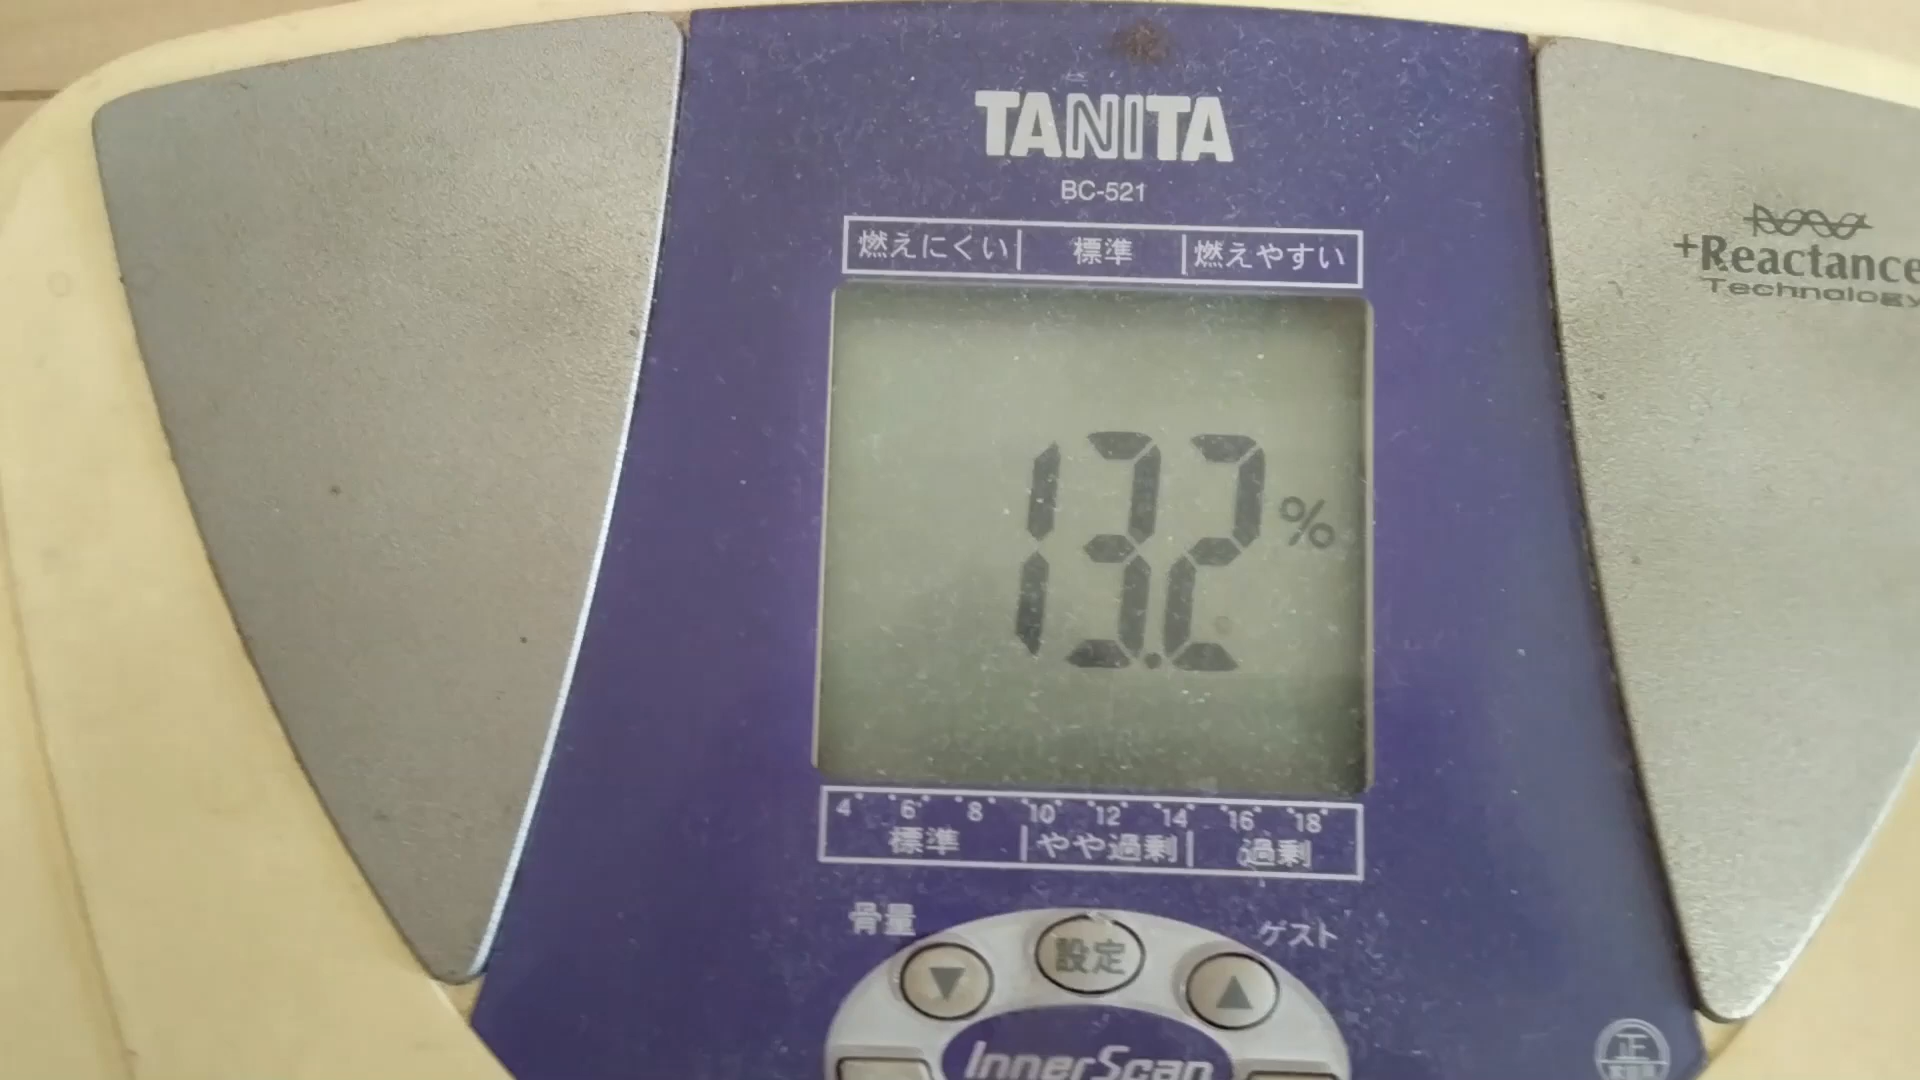 TANITA
BC-521
燃えにくい 標準 燃えやすい
+Reactance
Technology
13.2 %
4 6 8 10 12 14 16 18
標準 やや過剰 過剰
骨量
ゲスト
▼ 設定 ▲
InnerScan
正